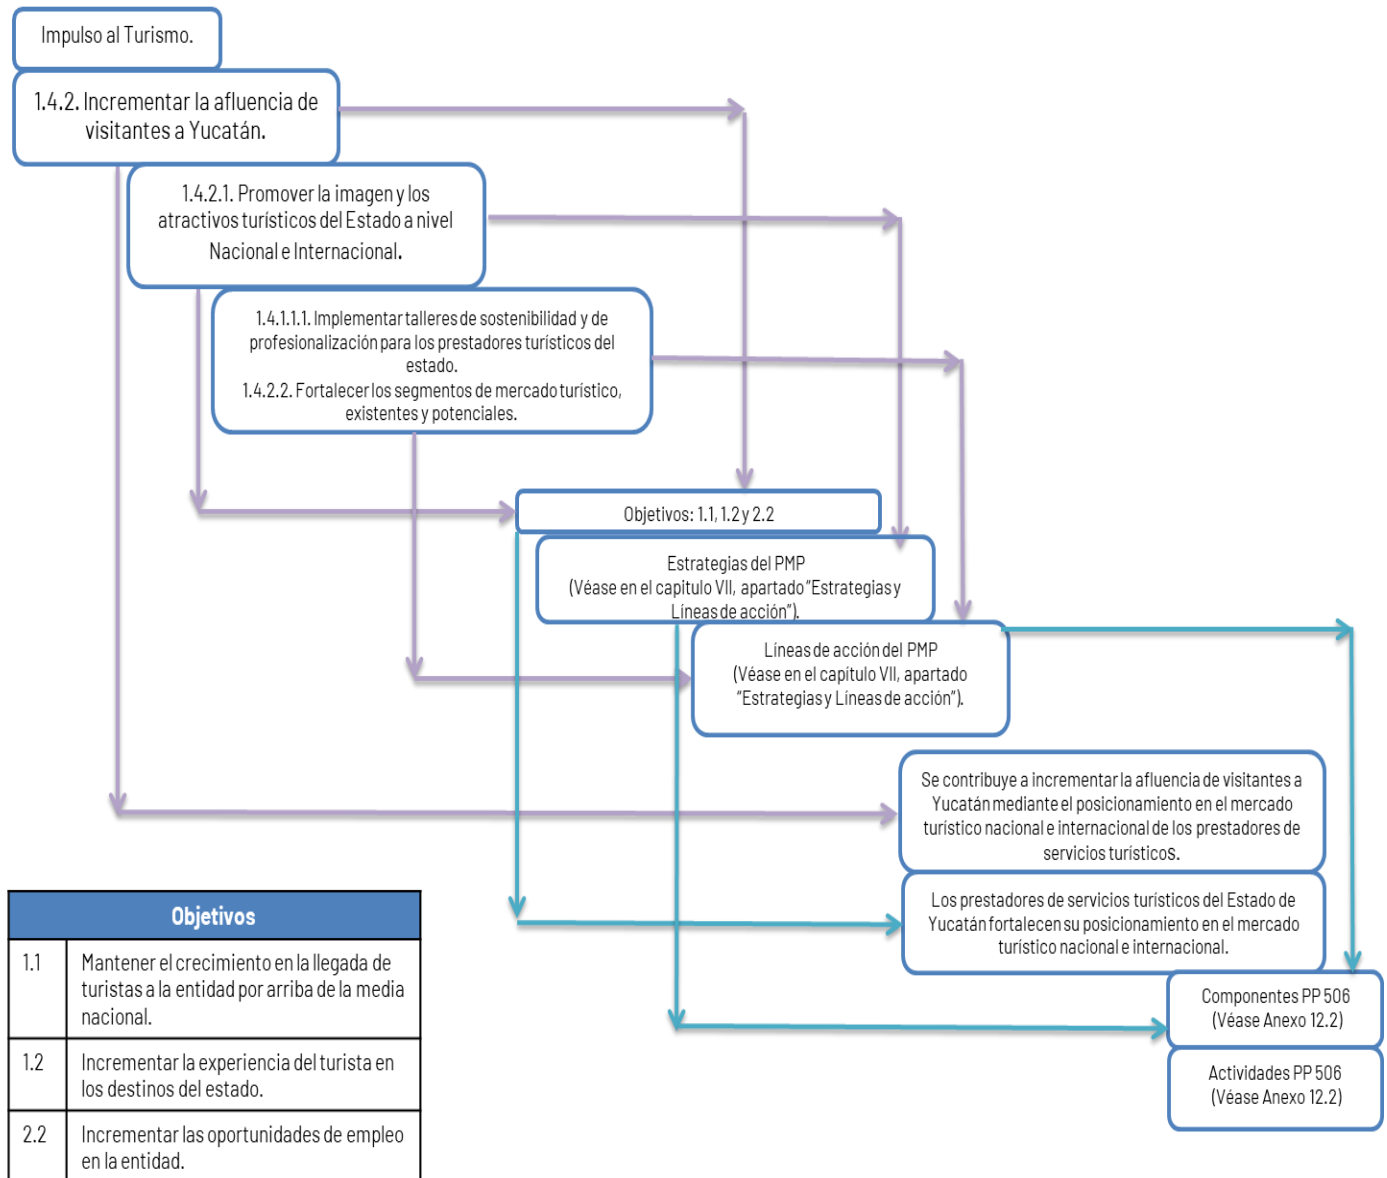 Impulso al Turismo.
1.4.2. Incrementar la afluencia de
visitantes a Yucatán.
1.4.2.1. Promover la imagen y los
atractivos turísticos del Estado a nivel
Nacional e Internacional.
1.4.1.1.1. Implementar talleres de sostenibilidad y de
profesionalización para los prestadores turísticos del
estado.
1.4.2.2. Fortalecer los segmentos de mercado turístico,
existentes y potenciales.
Objetivos: 1.1, 1.2 y 2.2
Estrategias del PMP
(Véase en el capitulo VII, apartado "Estrategias y
Líneas de acción").
Líneas de acción del PMP
(Véase en el capítulo VII, apartado
"Estrategias y Líneas de acción").
Se contribuye a incrementar la afluencia de visitantes a
Yucatán mediante el posicionamiento en el mercado
turístico nacional e internacional de los prestadores de
servicios turísticos.
Los prestadores de servicios turísticos del Estado de
Yucatán fortalecen su posicionamiento en el mercado
turístico nacional e internacional.
Componentes PP 506
(Véase Anexo 12.2)
Actividades PP 506
(Véase Anexo 12.2)
Objetivos
1.1 Mantener el crecimiento en la llegada de
turistas a la entidad por arriba de la media
nacional.
1.2 Incrementar la experiencia del turista en
los destinos del estado.
2.2 Incrementar las oportunidades de empleo
en la entidad.